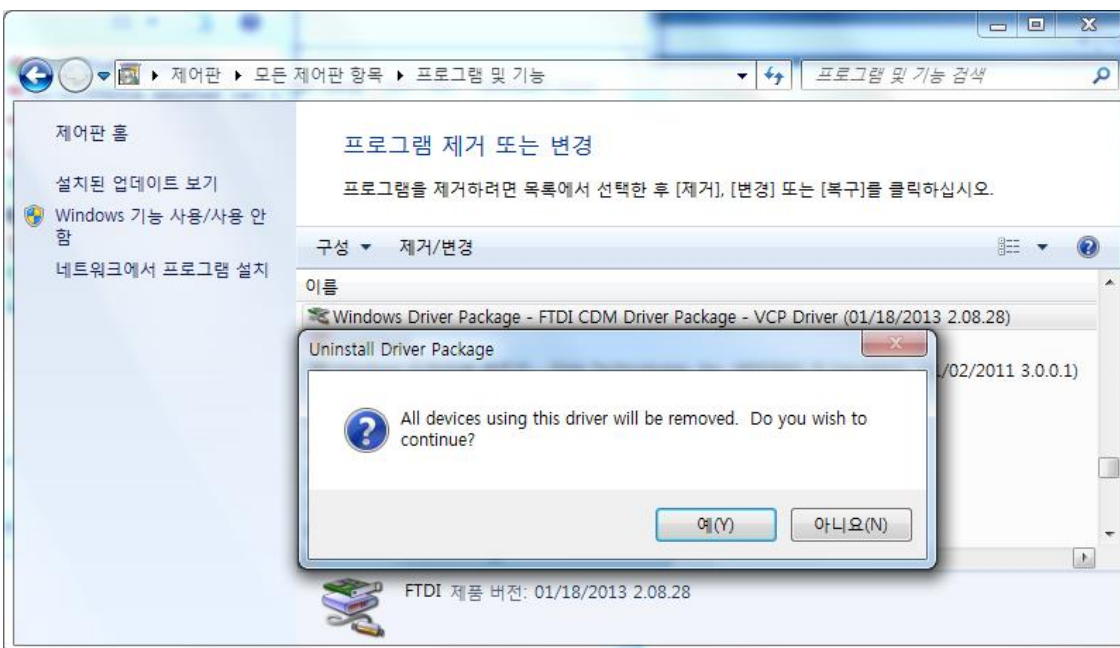 제어판 ▸ 모든 제어판 항목 ▸ 프로그램 및 기능
프로그램 및 기능 검색
제어판 홈
설치된 업데이트 보기
Windows 기능 사용/사용 안
함
네트워크에서 프로그램 설치
프로그램 제거 또는 변경
프로그램을 제거하려면 목록에서 선택한 후 [제거], [변경] 또는 [복구]를 클릭하십시오.
구성 제거/변경
이름
Windows Driver Package - FTDI CDM Driver Package - VCP Driver (01/18/2013 2.08.28)
/02/2011 3.0.0.1)
Uninstall Driver Package
All devices using this driver will be removed. Do you wish to
continue?
예(Y) 아니요(N)
FTDI 제품 버전: 01/18/2013 2.08.28